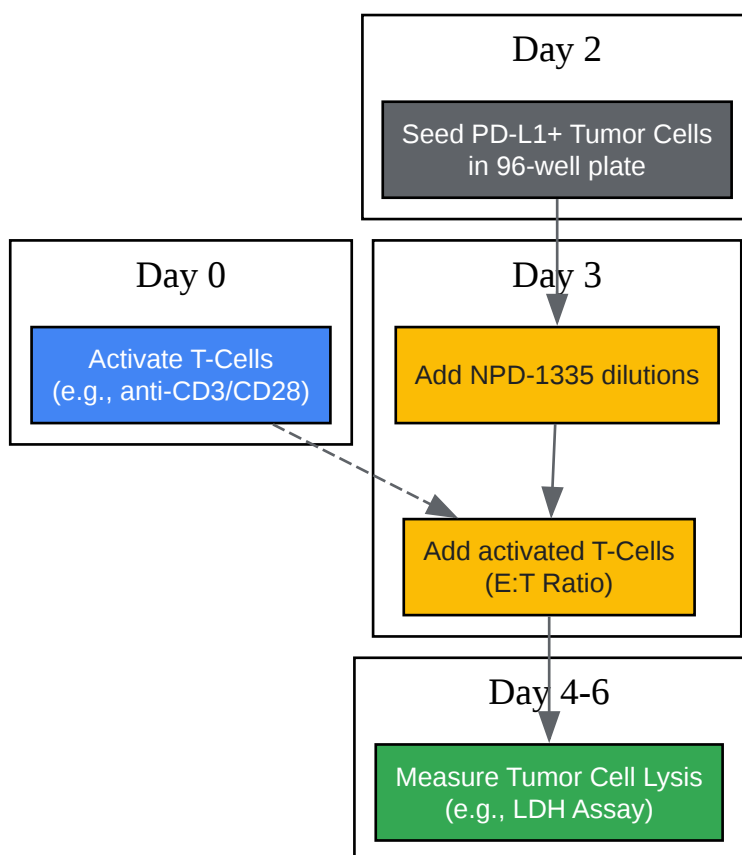 Day 2
Seed PD-L1+ Tumor Cells
in 96-well plate
Day 0
Activate T-Cells
(e.g., anti-CD3/CD28)
Day 3
Add NPD-1335 dilutions
Add activated T-Cells
(E:T Ratio)
Day 4-6
Measure Tumor Cell Lysis
(e.g., LDH Assay)